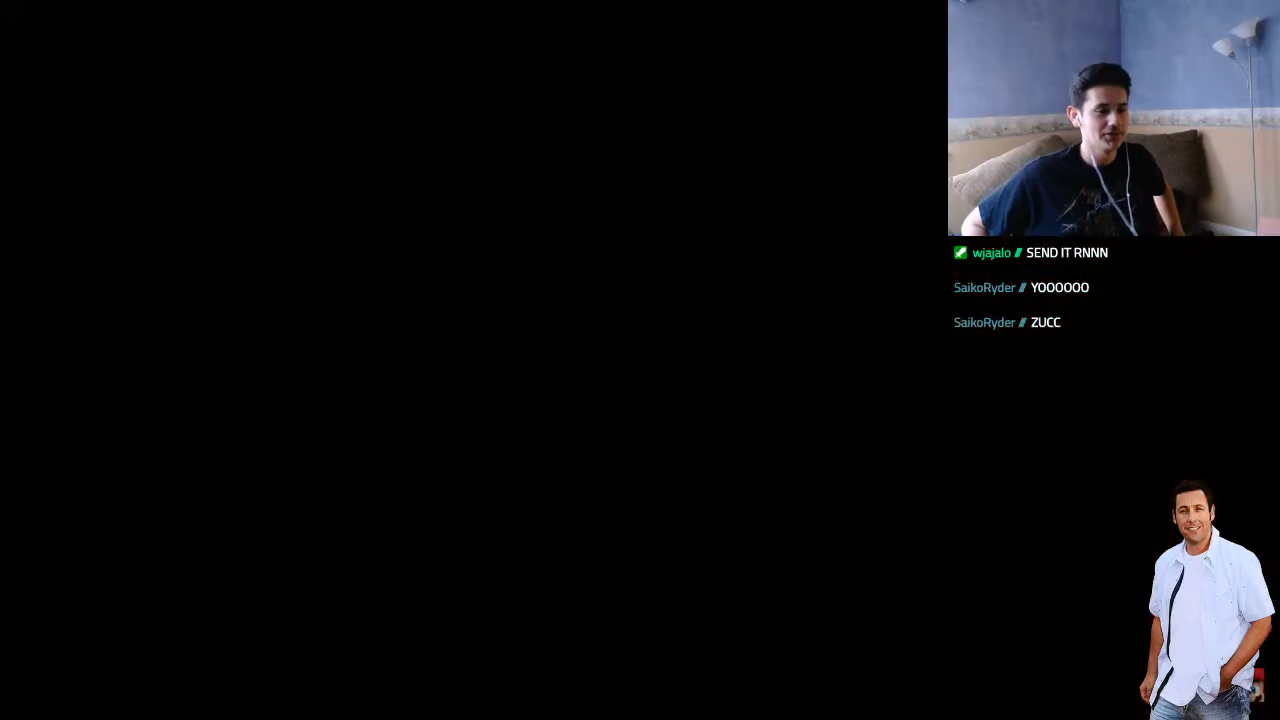 wjajalo // SEND IT RNNN
SaikoRyder // YOOOOOO
SaikoRyder // ZUCC